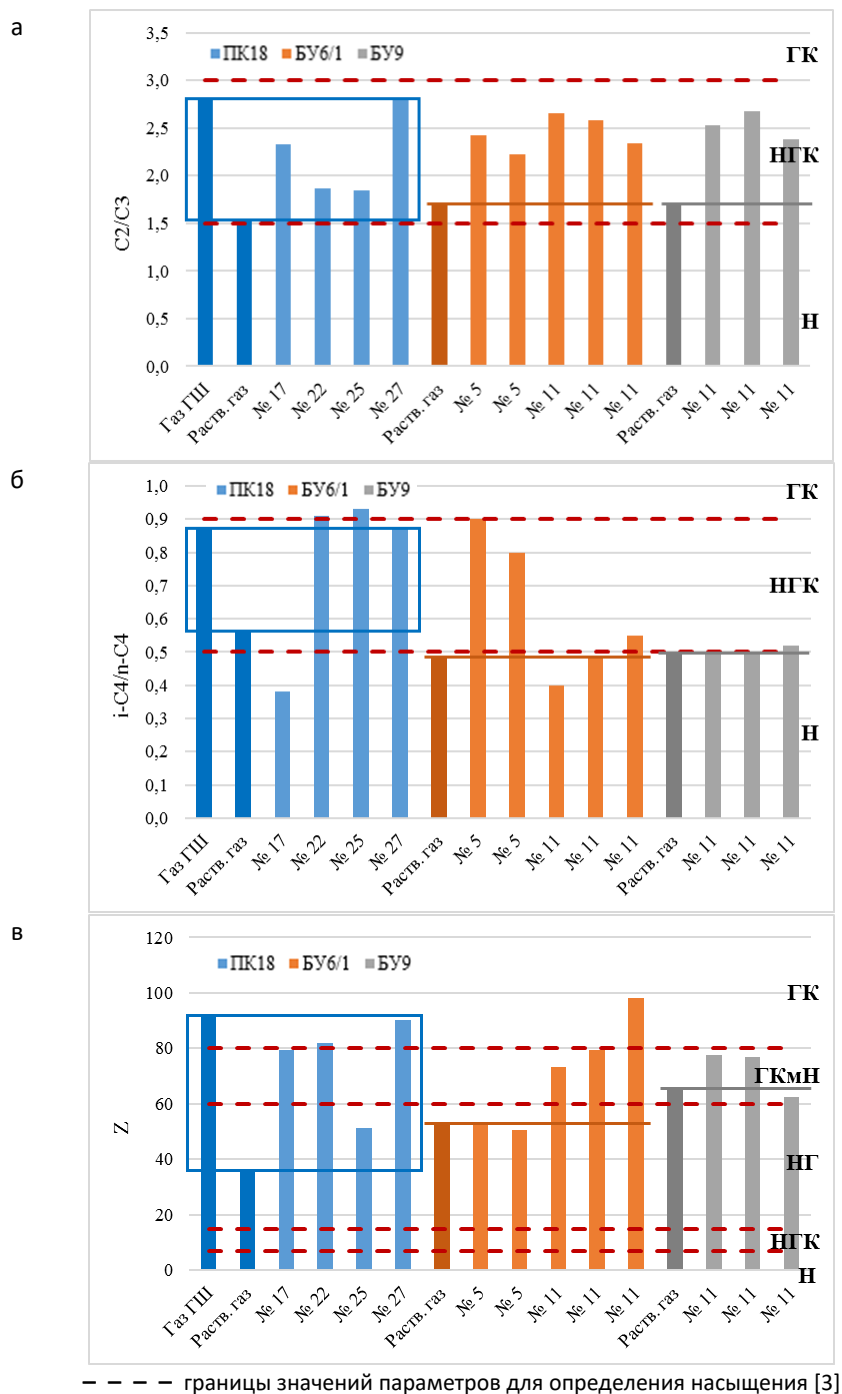 а
3,5
ПК18 БУ6/1 БУ9
ГК
3,0
2,5
НГК
2,0
C2/C3
1,5
1,0
0,5
Н
0,0
Газ ГШ Раств. газ № 17 № 22 № 25 № 27 Раств. газ № 5 № 5 № 11 № 11 № 11 Раств. газ № 11 № 11 № 11
б
1,0
ПК18 БУ6/1 БУ9
ГК
0,9
0,8
0,7
НГК
0,6
i-C4/n-C4
0,5
0,4
0,3
Н
0,2
0,1
0,0
Газ ГШ Раств. газ № 17 № 22 № 25 № 27 Раств. газ № 5 № 5 № 11 № 11 № 11 Раств. газ № 11 № 11 № 11
в
120
ПК18 БУ6/1 БУ9
100
ГК
80
ГКмН
60
Z
40
НГ
20
НГК
0
Н
Газ ГШ Раств. газ № 17 № 22 № 25 № 27 Раств. газ № 5 № 5 № 11 № 11 № 11 Раств. газ № 11 № 11 № 11
– – – – границы значений параметров для определения насыщения [3]